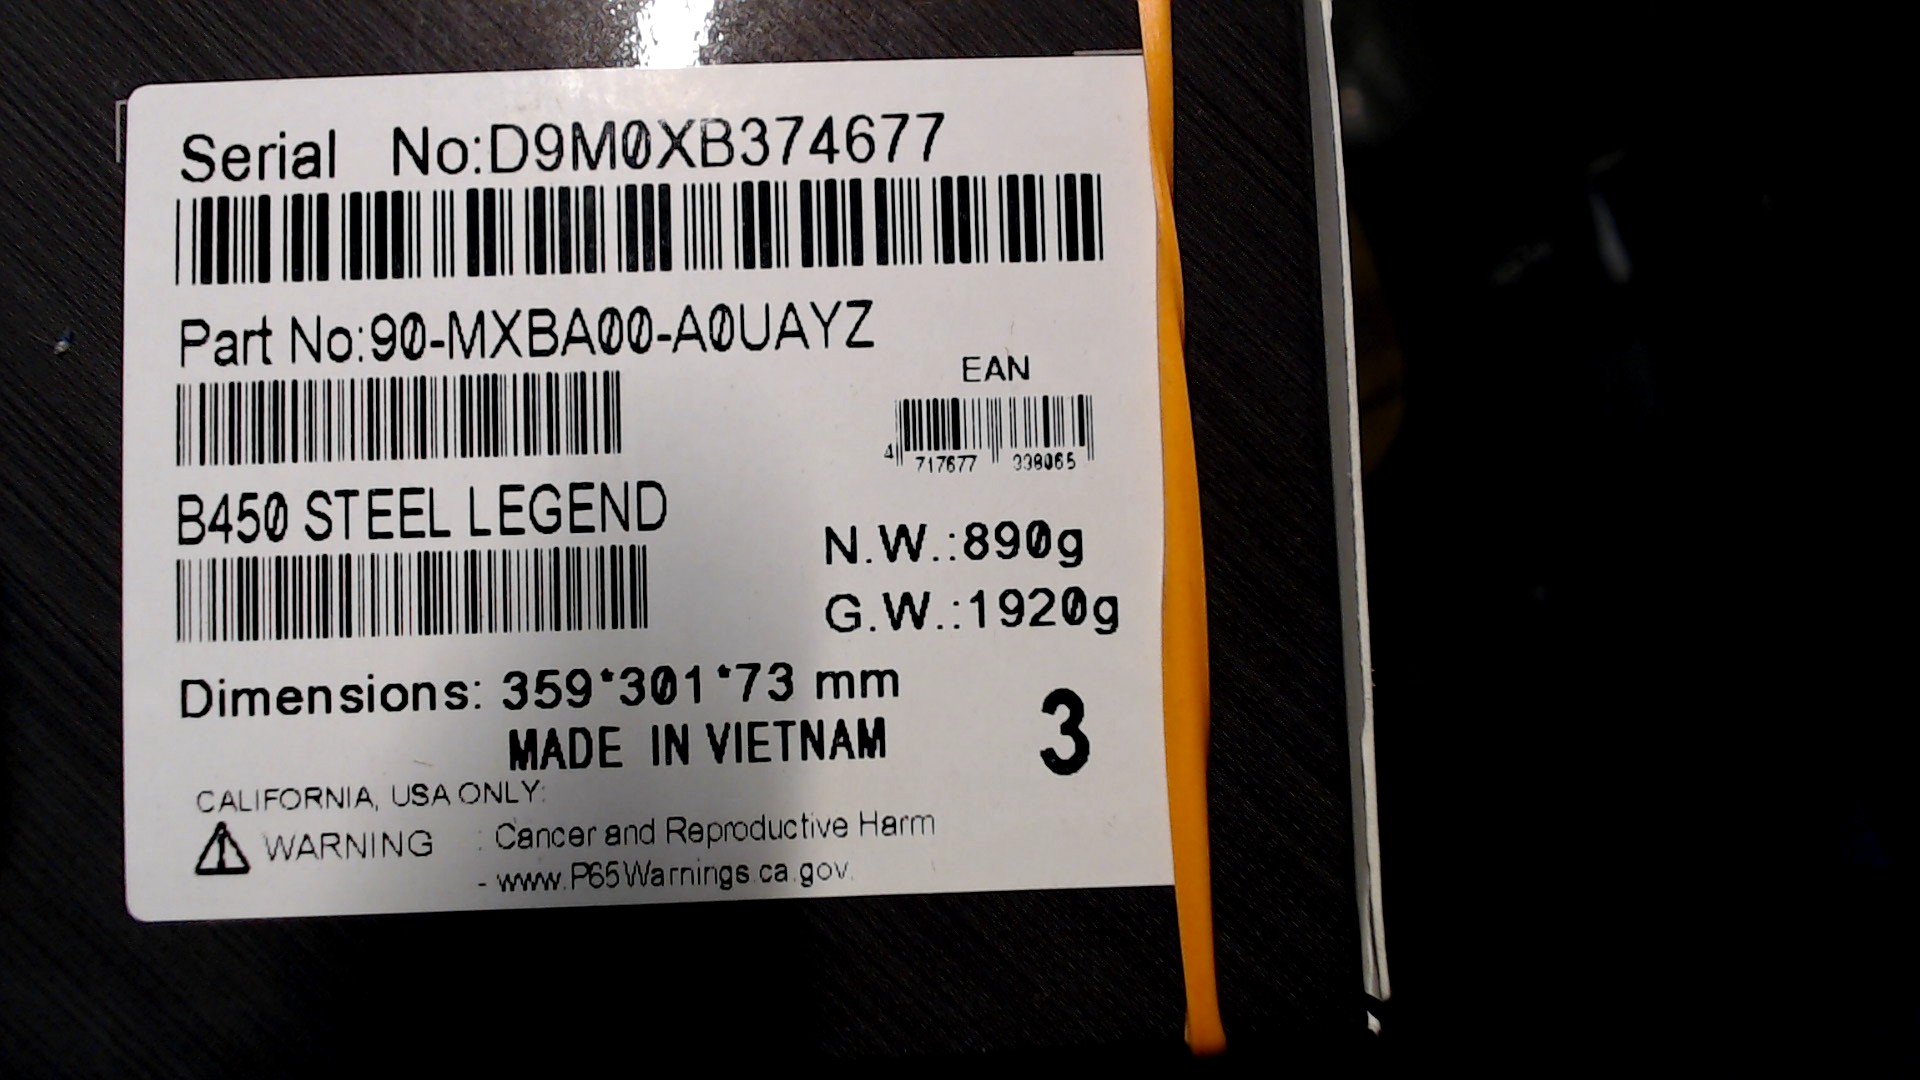 Serial No:D9M0XB374677
Part No:90-MXBA00-A0UAYZ
EAN
4 717677 338065
B450 STEEL LEGEND
N.W.:890g
G.W.:1920g
Dimensions: 359*301*73 mm
MADE IN VIETNAM
3
CALIFORNIA, USA ONLY:
WARNING : Cancer and Reproductive Harm
- www.P65Warnings.ca.gov.